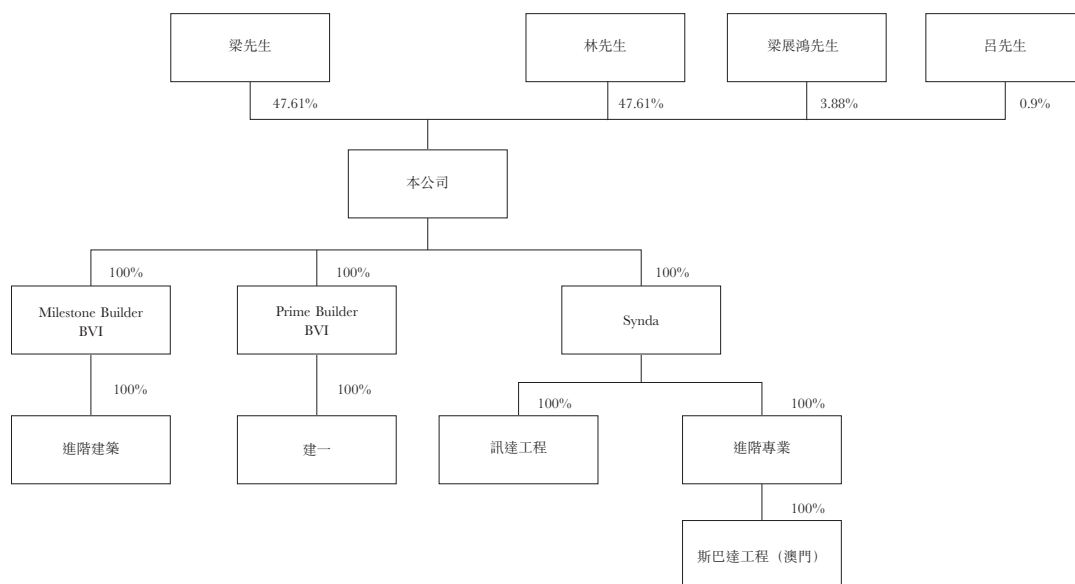 梁先生
林先生
梁展鴻先生
呂先生
47.61%
47.61%
3.88%
0.9%
本公司
100%
100%
100%
Milestone Builder
BVI
Prime Builder
BVI
Synda
100%
100%
100%
100%
進階建築
建一
訊達工程
進階專業
100%
斯巴達工程（澳門）